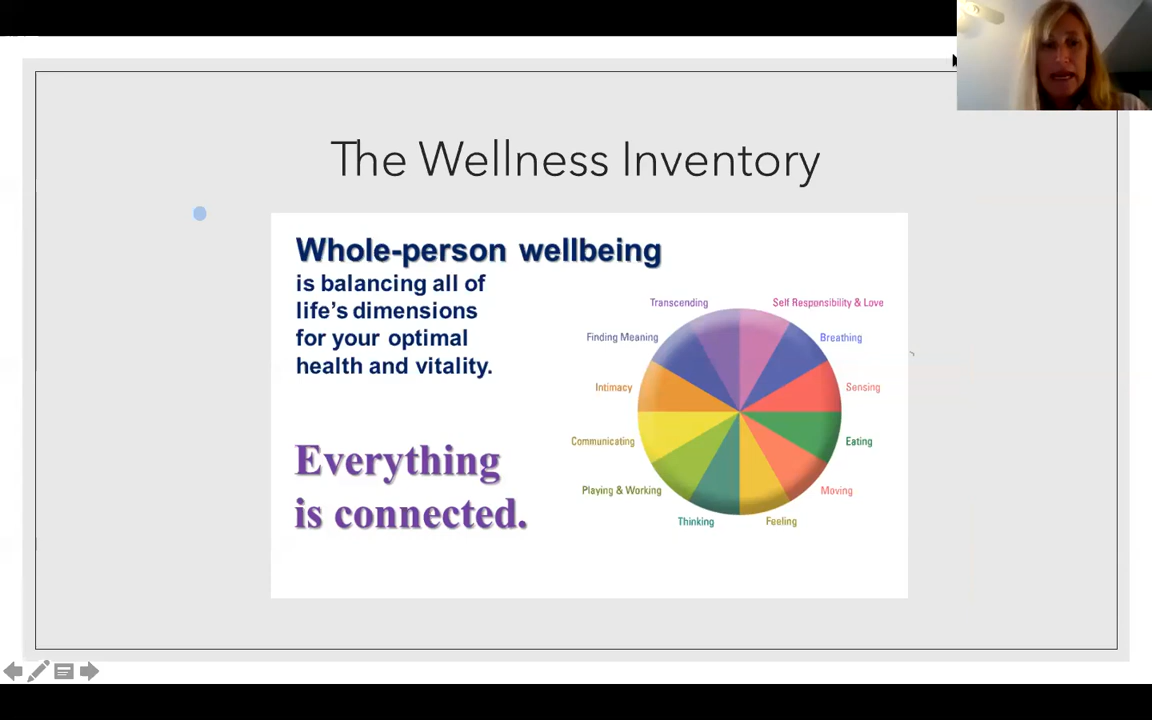 The Wellness Inventory
Whole-person wellbeing
is balancing all of
life's dimensions
for your optimal
health and vitality.
Everything
is connected.
Transcending
Self Responsibility & Love
Finding Meaning
Breathing
Intimacy
Sensing
Communicating
Eating
Playing & Working
Moving
Thinking
Feeling